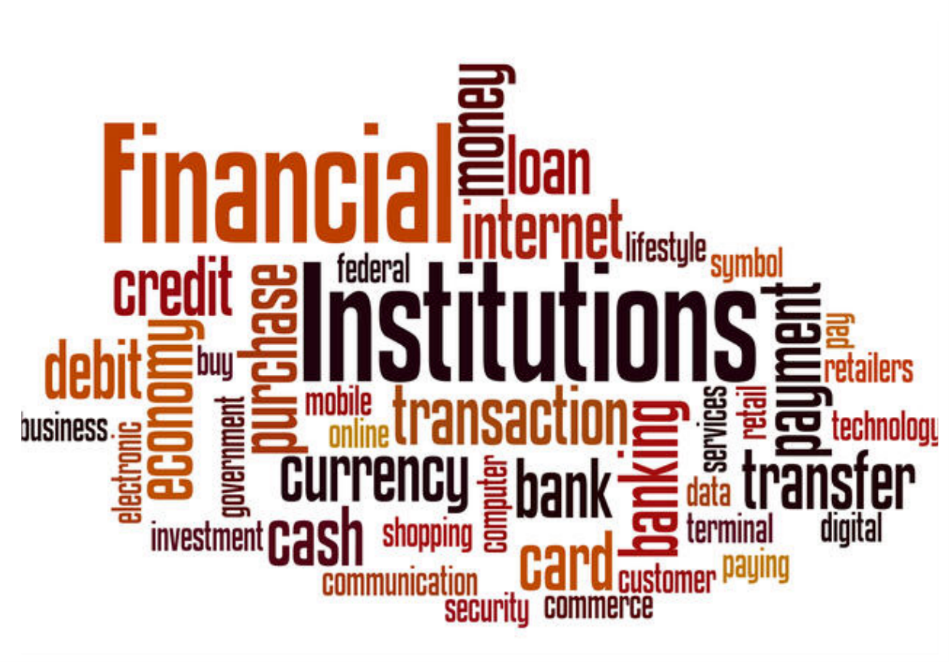 money
Financial
loan
internet
lifestyle
symbol
federal
credit
purchase
Institutions
payment
pay
debit
economy
buy
retailers
mobile
transaction
services
retail
business
electronic
government
online
banking
technology
currency
computer
bank
data
transfer
investment
cash
shopping
terminal
digital
card
communication
customer
paying
security
commerce